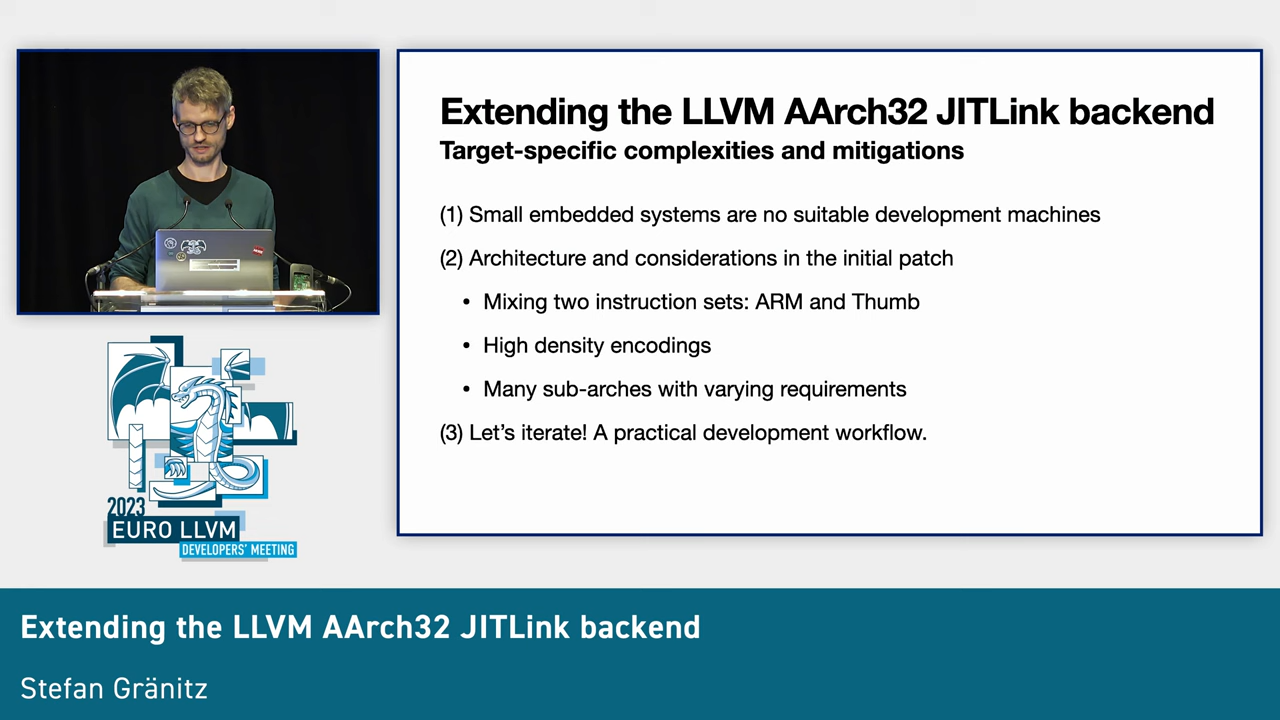 Extending the LLVM AArch32 JITLink backend
Target-specific complexities and mitigations
(1) Small embedded systems are no suitable development machines
(2) Architecture and considerations in the initial patch
• Mixing two instruction sets: ARM and Thumb
• High density encodings
• Many sub-arches with varying requirements
(3) Let’s iterate! A practical development workflow.
2023
EURO LLVM
DEVELOPERS' MEETING
Extending the LLVM AArch32 JITLink backend
Stefan Gränitz